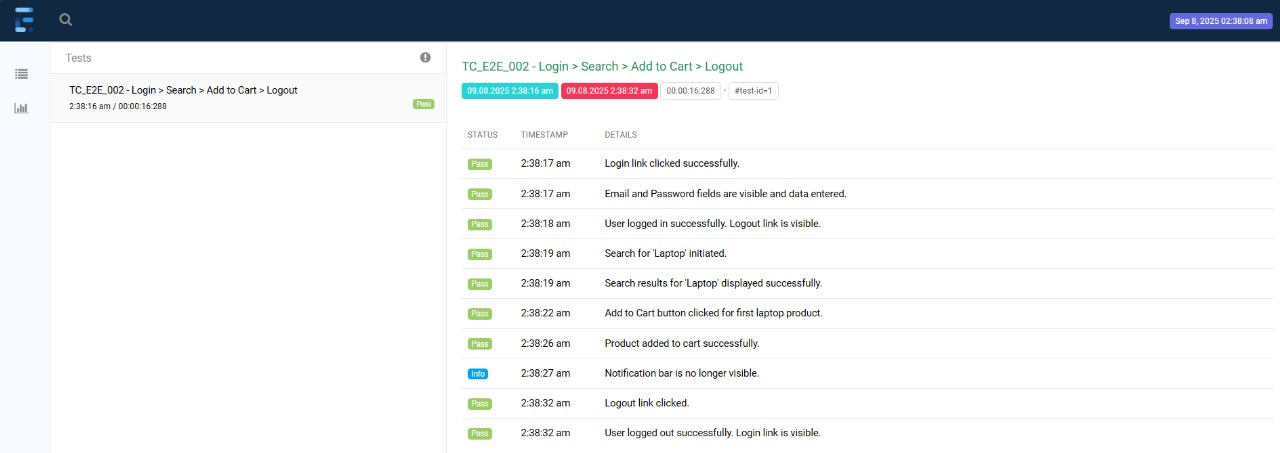 Sep 8, 2025 02:38:08 am
Tests
TC_E2E_002 - Login > Search > Add to Cart > Logout
2:38:16 am / 00:00:16:288
Pass
TC_E2E_002 - Login > Search > Add to Cart > Logout
09.08.2025 2:38:16 am 09.08.2025 2:38:32 am 00:00:16:288 · #test-id=1
STATUS TIMESTAMP DETAILS
Pass 2:38:17 am Login link clicked successfully.
Pass 2:38:17 am Email and Password fields are visible and data entered.
Pass 2:38:18 am User logged in successfully. Logout link is visible.
Pass 2:38:19 am Search for 'Laptop' initiated.
Pass 2:38:19 am Search results for 'Laptop' displayed successfully.
Pass 2:38:22 am Add to Cart button clicked for first laptop product.
Pass 2:38:26 am Product added to cart successfully.
Info 2:38:27 am Notification bar is no longer visible.
Pass 2:38:32 am Logout link clicked.
Pass 2:38:32 am User logged out successfully. Login link is visible.